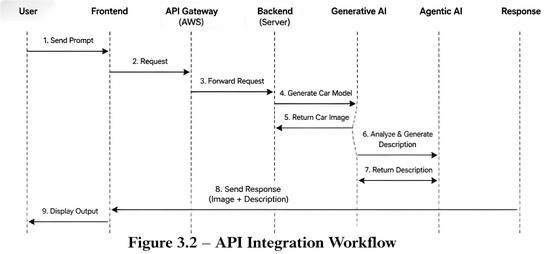 User
Frontend
API Gateway
(AWS)
Backend
(Server)
Generative AI
Agentic AI
Response
1. Send Prompt
2. Request
3. Forward Request
4. Generate Car Model
5. Return Car Image
6. Analyze & Generate
Description
7. Return Description
8. Send Response
(Image + Description)
9. Display Output
Figure 3.2 – API Integration Workflow